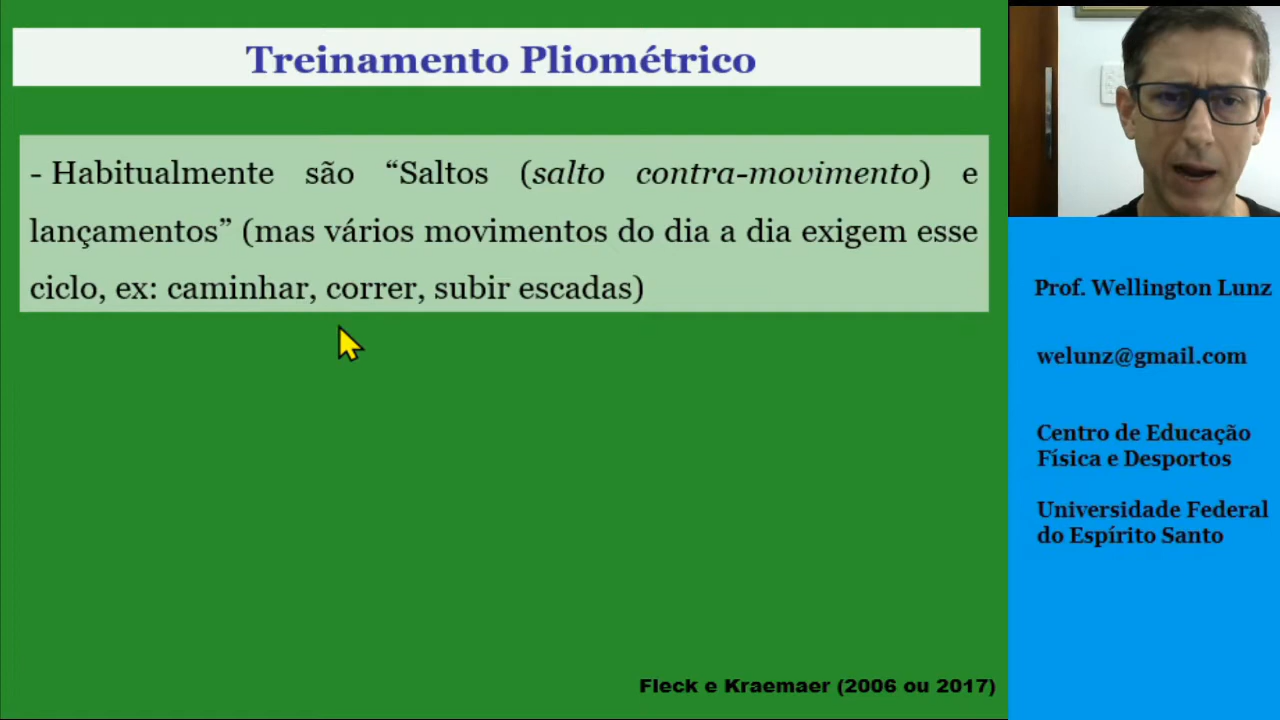 Treinamento Pliométrico
- Habitualmente são “Saltos (salto contra-movimento) e
lançamentos” (mas vários movimentos do dia a dia exigem esse
ciclo, ex: caminhar, correr, subir escadas)
Fleck e Kraemaer (2006 ou 2017)
Prof. Wellington Lunz
welunz@gmail.com
Centro de Educação
Física e Desportos
Universidade Federal
do Espírito Santo